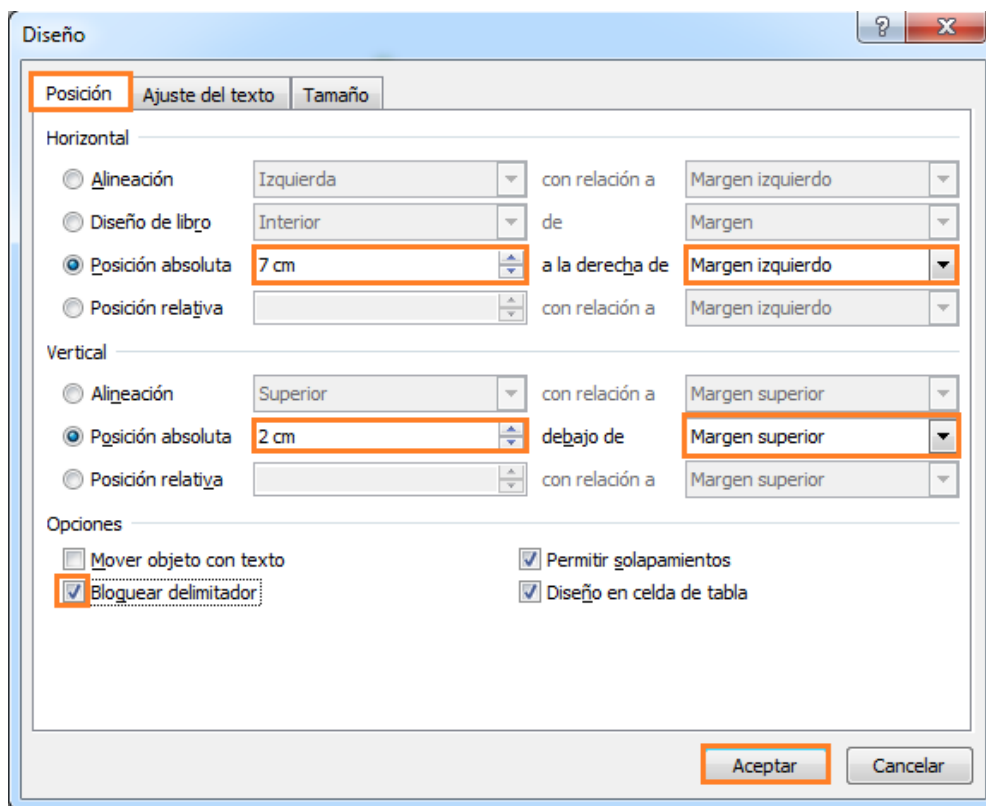 Diseño
Posición Ajuste del texto Tamaño
Horizontal
Alineación Izquierda con relación a Margen izquierdo
Diseño de libro Interior de Margen
Posición absoluta 7 cm a la derecha de Margen izquierdo
Posición relativa con relación a Margen izquierdo
Vertical
Alineación Superior con relación a Margen superior
Posición absoluta 2 cm debajo de Margen superior
Posición relativa con relación a Margen superior
Opciones
Mover objeto con texto Permitir solapamientos
Bloquear delimitador Diseño en celda de tabla
Aceptar Cancelar